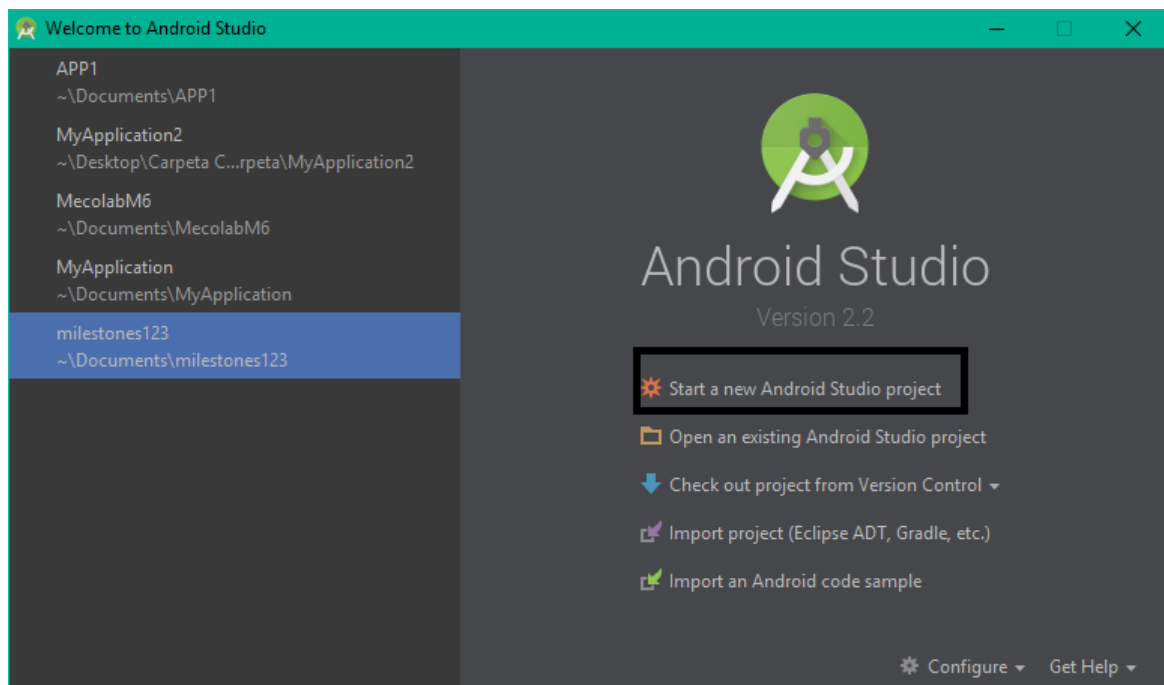 Welcome to Android Studio
APP1
~\Documents\APP1
MyApplication2
~\Desktop\Carpeta C...rpeta\MyApplication2
MecolabM6
~\Documents\MecolabM6
MyApplication
~\Documents\MyApplication
milestones123
~\Documents\milestones123
Android Studio
Version 2.2
Start a new Android Studio project
Open an existing Android Studio project
Check out project from Version Control
Import project (Eclipse ADT, Gradle, etc.)
Import an Android code sample
Configure
Get Help